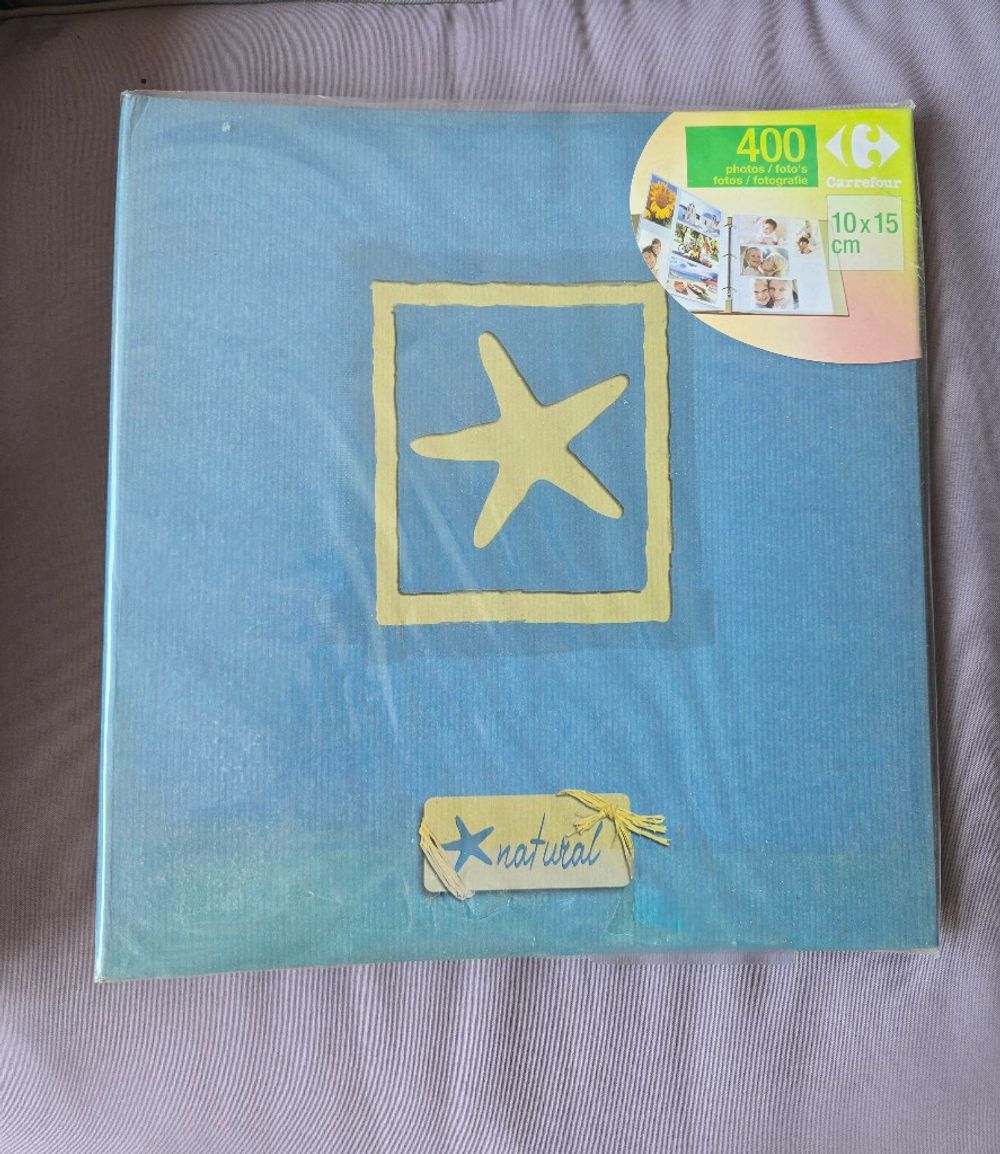 400
photos / foto's
fotos / fotografie
Carrefour
10 x 15
cm
natural